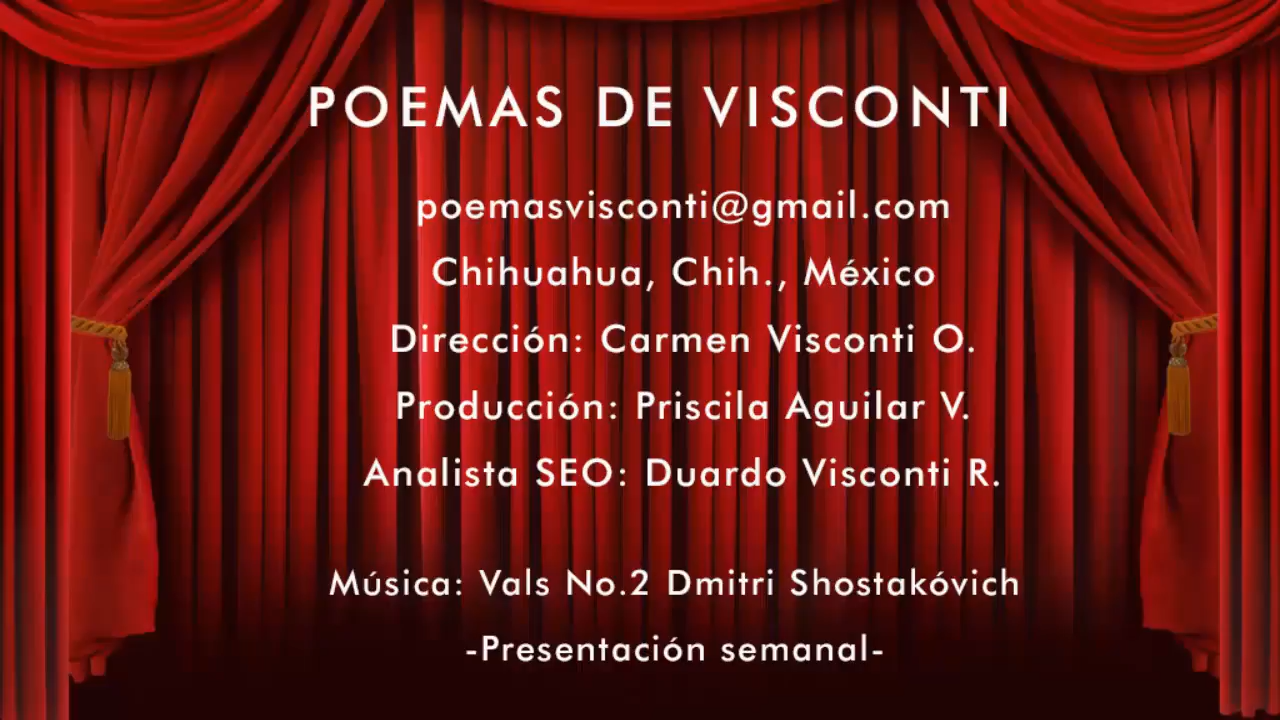 POEMAS DE VISCONTI
poemasvisconti@gmail.com
Chihuahua, Chih., México
Dirección: Carmen Visconti O.
Producción: Priscila Aguilar V.
Analista SEO: Duardo Visconti R.
Música: Vals No.2 Dmitri Shostakóvich
-Presentación semanal-